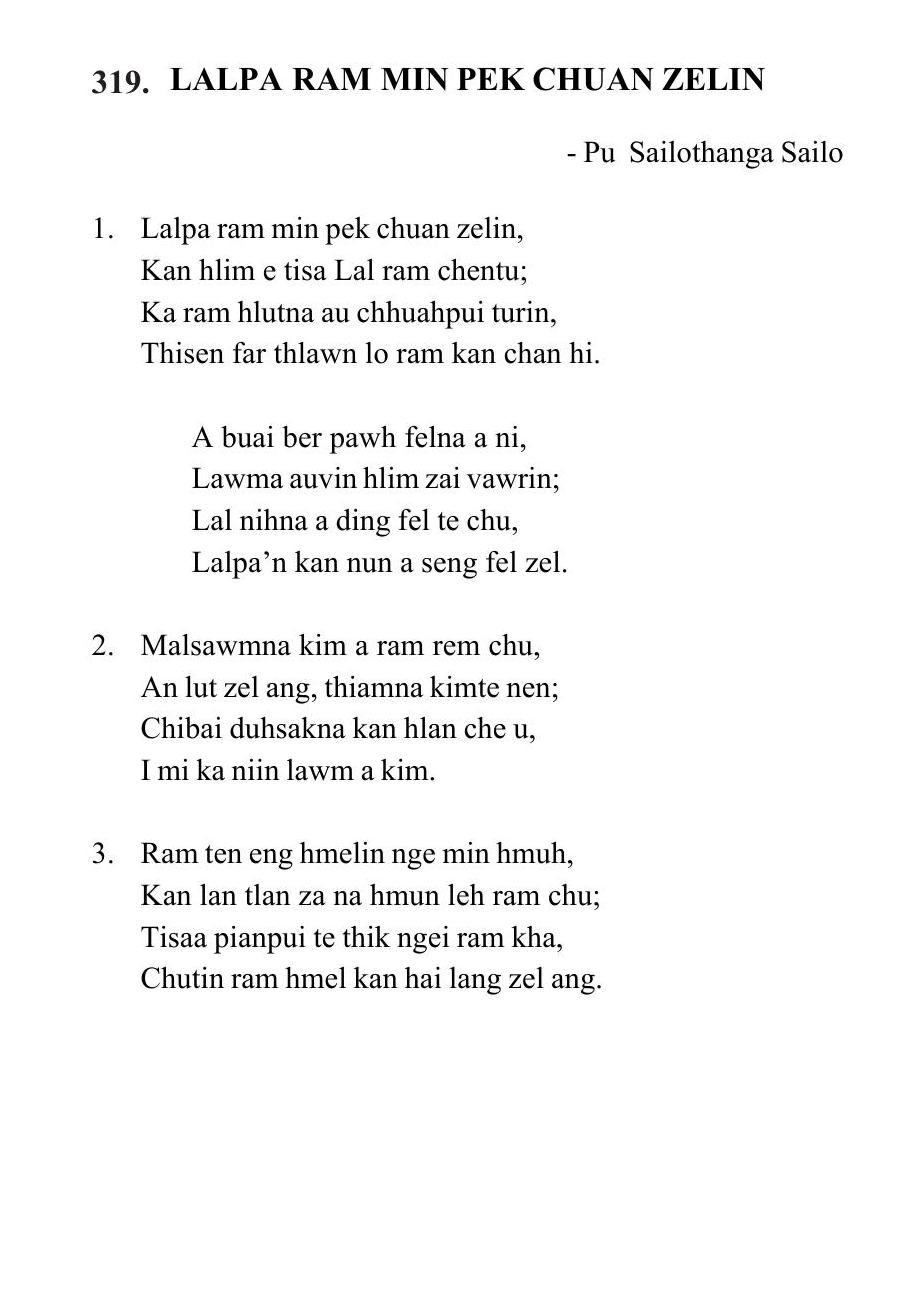 319. LALPA RAM MIN PEK CHUAN ZELIN
- Pu Sailothanga Sailo
1. Lalpa ram min pek chuan zelin,
Kan hlim e tisa Lal ram chentu;
Ka ram hlutna au chhuahpui turin,
Thisen far thlawn lo ram kan chan hi.
A buai ber pawh felna a ni,
Lawma auvin hlim zai vawrin;
Lal nihna a ding fel te chu,
Lalpa’n kan nun a seng fel zel.
2. Malsawmna kim a ram rem chu,
An lut zel ang, thiamna kimte nen;
Chibai duhsakna kan hlan che u,
I mi ka niin lawm a kim.
3. Ram ten eng hmelin nge min hmuh,
Kan lan tlan za na hmun leh ram chu;
Tisaa pianpui te thik ngei ram kha,
Chutin ram hmel kan hai lang zel ang.